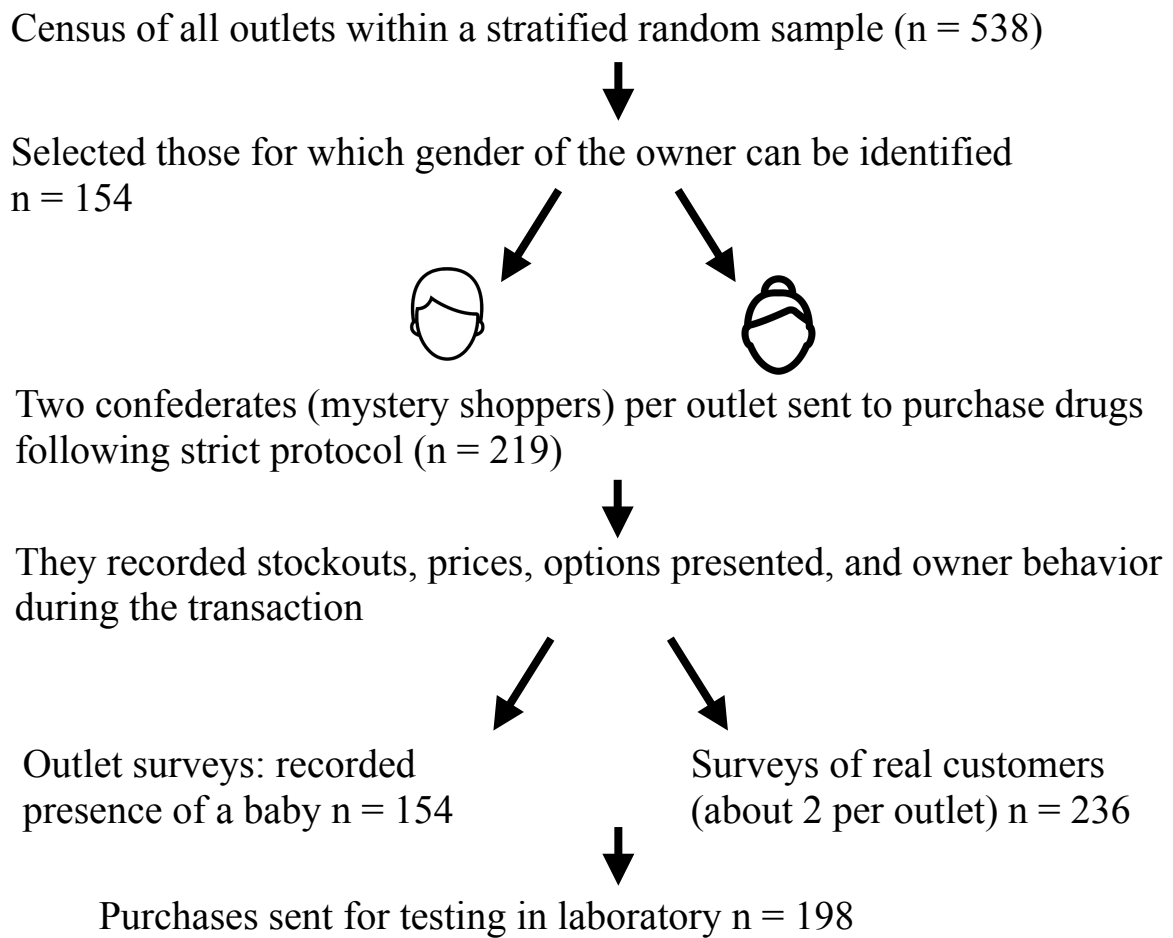 Census of all outlets within a stratified random sample (n = 538)
Selected those for which gender of the owner can be identified
n = 154
Two confederates (mystery shoppers) per outlet sent to purchase drugs
following strict protocol (n = 219)
They recorded stockouts, prices, options presented, and owner behavior
during the transaction
Outlet surveys: recorded
presence of a baby n = 154
Surveys of real customers
(about 2 per outlet) n = 236
Purchases sent for testing in laboratory n = 198